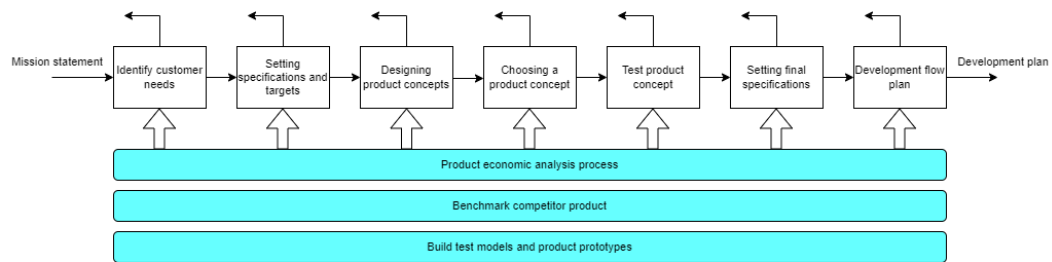 Mission statement
Identify customer
needs
Setting
specifications and
targets
Designing
product concepts
Choosing a
product concept
Test product
concept
Setting final
specifications
Development flow
plan
Development plan
Product economic analysis process
Benchmark competitor product
Build test models and product prototypes